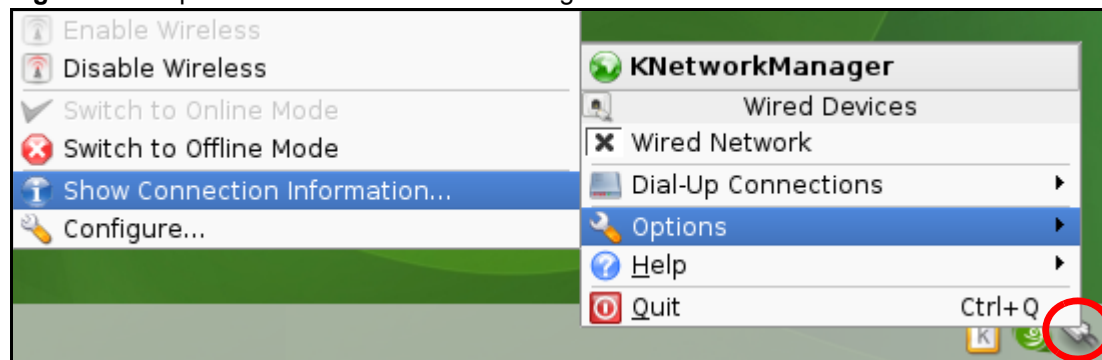 Enable Wireless
Disable Wireless
Switch to Online Mode
Switch to Offline Mode
Show Connection Information...
Configure...
KNetworkManager
Wired Devices
Wired Network
Dial-Up Connections
Options
Help
Quit Ctrl+Q
K